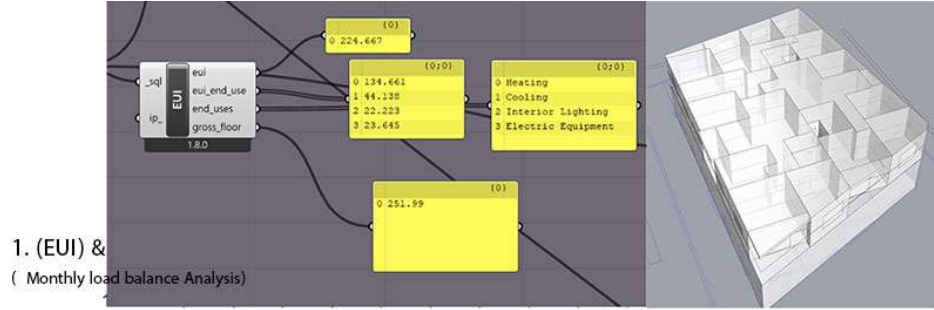 {0}
0 224.667
_sql
ip_
EUI
eui
eui_end_use
end_uses
gross_floor
1.8.0
{0;0}
0 134.661
1 44.138
2 22.223
3 23.645
{0;0}
0 Heating
1 Cooling
2 Interior Lighting
3 Electric Equipment
{0}
0 251.99
1. (EUI) &
( Monthly load balance Analysis)